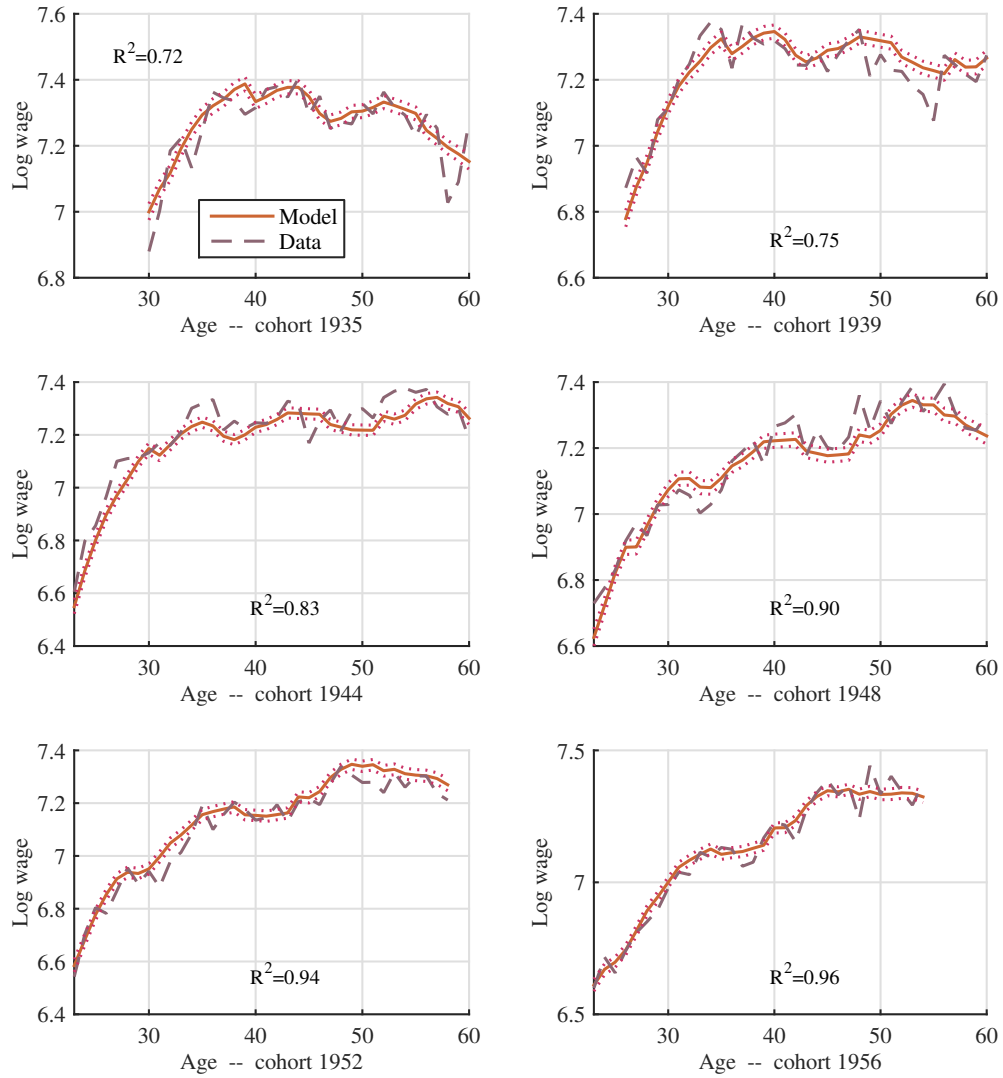 7.6
7.4
7.2
7
6.8
Log wage
R2=0.72
Model
Data
30 40 50 60
Age -- cohort 1935
7.4
7.2
7
6.8
6.6
Log wage
R2=0.75
30 40 50 60
Age -- cohort 1939
7.4
7.2
7
6.8
6.6
6.4
Log wage
R2=0.83
30 40 50 60
Age -- cohort 1944
7.4
7.2
7
6.8
6.6
Log wage
R2=0.90
30 40 50 60
Age -- cohort 1948
7.4
7.2
7
6.8
6.6
6.4
Log wage
R2=0.94
30 40 50 60
Age -- cohort 1952
7.5
7
6.5
Log wage
R2=0.96
30 40 50 60
Age -- cohort 1956